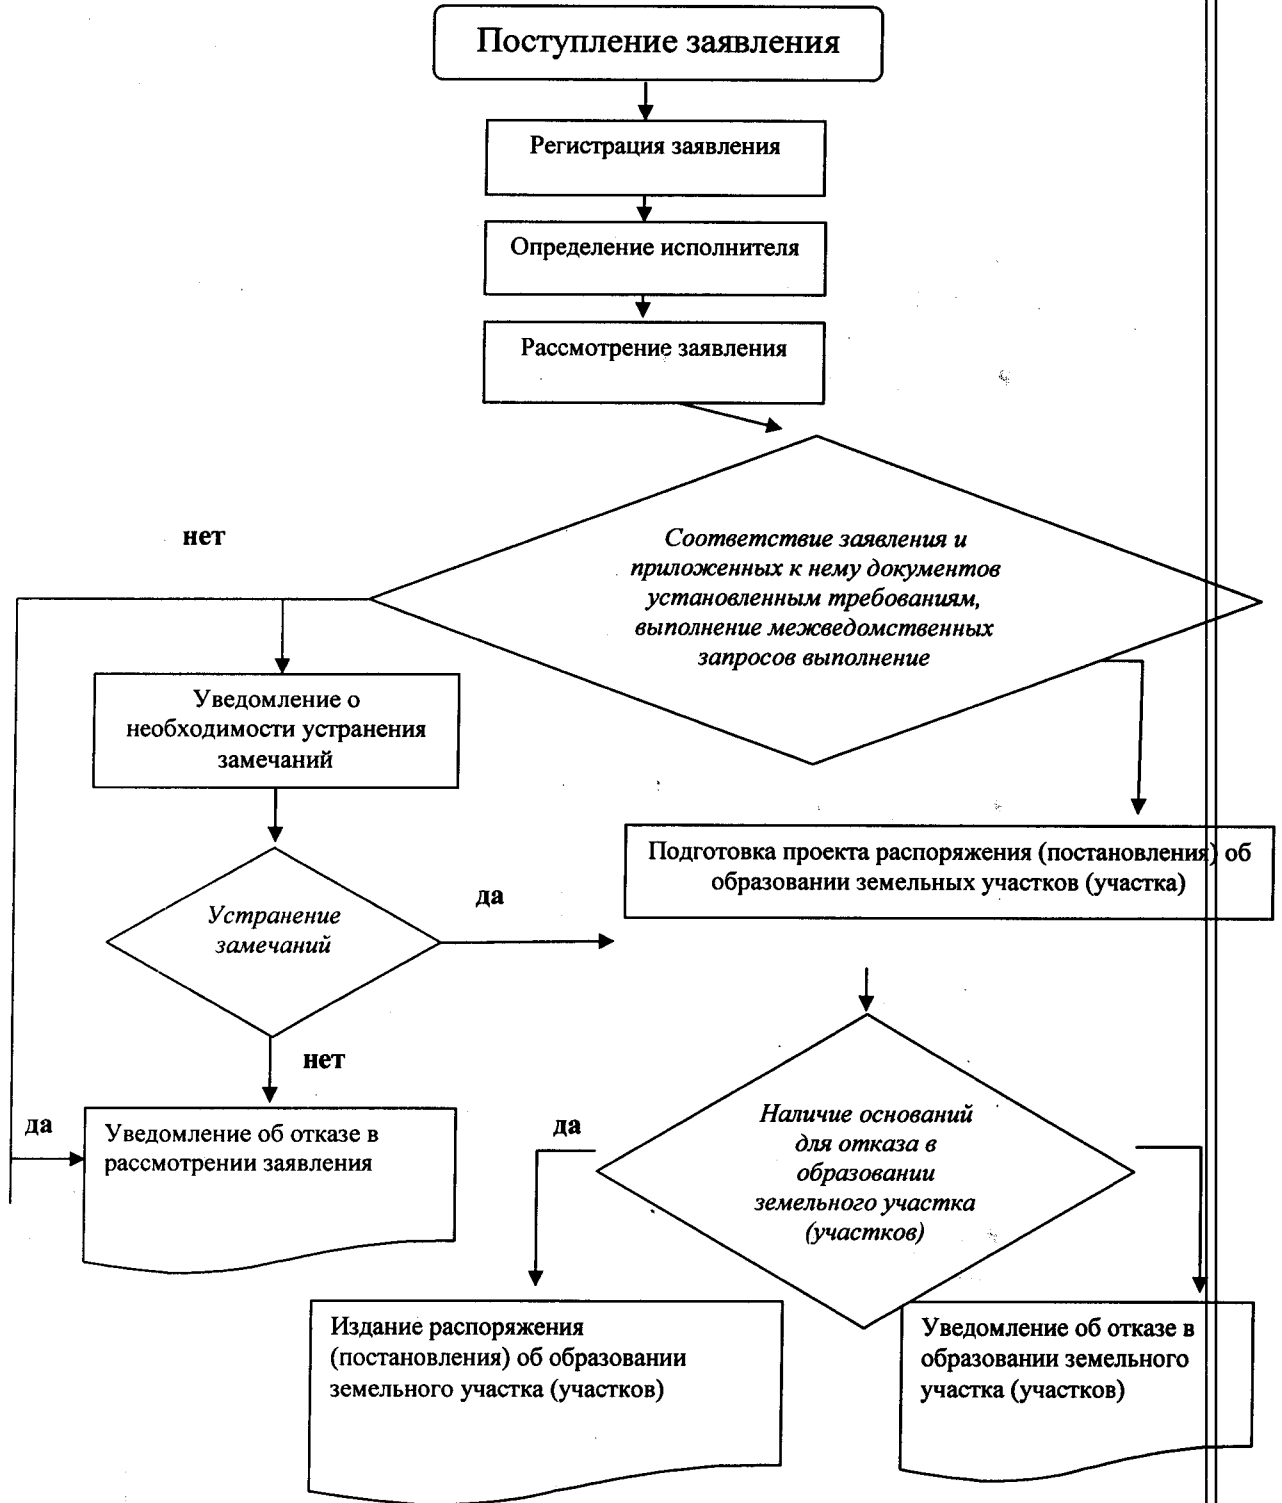 Поступление заявления
Регистрация заявления
Определение исполнителя
Рассмотрение заявления
нет
Соответствие заявления и
приложенных к нему документов
установленным требованиям,
выполнение межведомственных
запросов выполнение
Уведомление о
необходимости устранения
замечаний
Подготовка проекта распоряжения (постановления) об
образовании земельных участков (участка)
да
Устранение
замечаний
нет
да
Уведомление об отказе в
рассмотрении заявления
да
Наличие оснований
для отказа в
образовании
земельного участка
(участков)
Издание распоряжения
(постановления) об образовании
земельного участка (участков)
Уведомление об отказе в
образовании земельного
участка (участков)